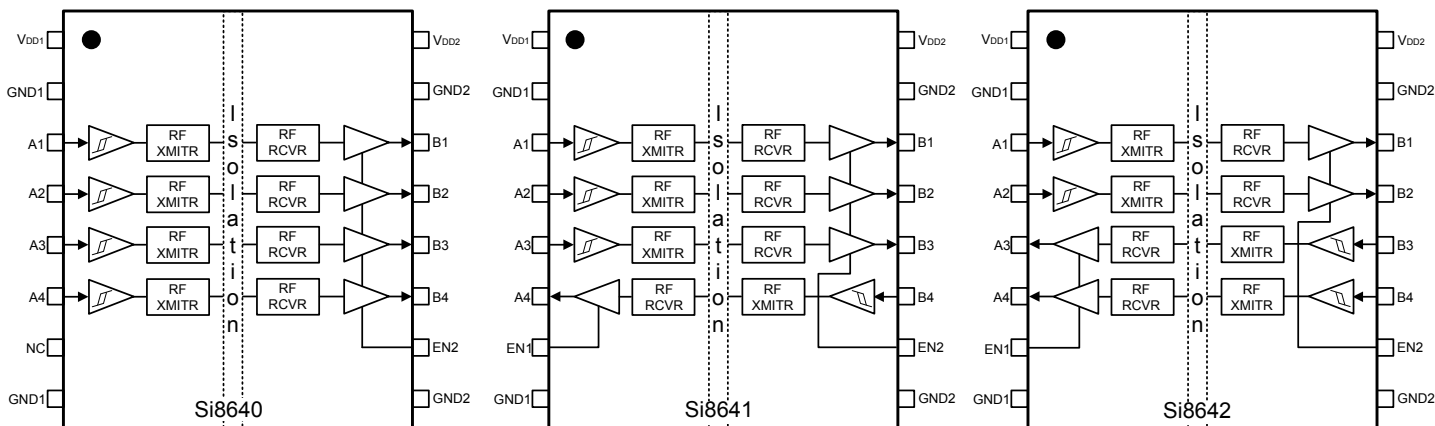 VDD1 VDD2
GND1 GND2
A1 RF XMITR RF RCVR B1
A2 RF XMITR RF RCVR B2
A3 RF XMITR RF RCVR B3
A4 RF XMITR RF RCVR B4
Isolation
NC EN2
GND1 GND2
Si8640
VDD1 VDD2
GND1 GND2
A1 RF XMITR RF RCVR B1
A2 RF XMITR RF RCVR B2
A3 RF XMITR RF RCVR B3
A4 RF RCVR RF XMITR B4
Isolation
EN1 EN2
GND1 GND2
Si8641
VDD1 VDD2
GND1 GND2
A1 RF XMITR RF RCVR B1
A2 RF XMITR RF RCVR B2
A3 RF RCVR RF XMITR B3
A4 RF RCVR RF XMITR B4
Isolation
EN1 EN2
GND1 GND2
Si8642